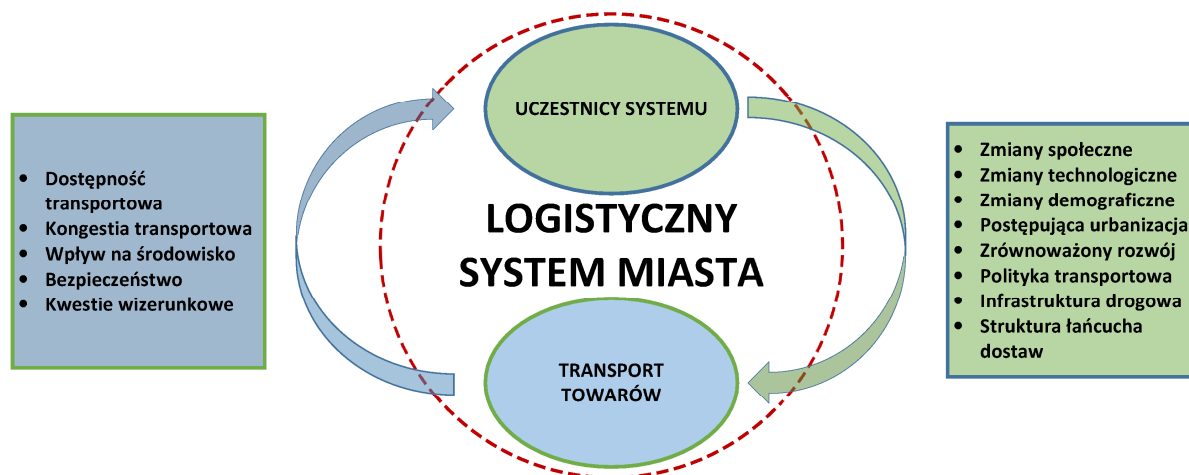 UCZESTNICY SYSTEMU
LOGISTYCZNY
SYSTEM MIASTA
TRANSPORT
TOWARÓW
• Dostępność
transportowa
• Kongestia transportowa
• Wpływ na środowisko
• Bezpieczeństwo
• Kwestie wizerunkowe
• Zmiany społeczne
• Zmiany technologiczne
• Zmiany demograficzne
• Postępująca urbanizacja
• Zrównoważony rozwój
• Polityka transportowa
• Infrastruktura drogowa
• Struktura łańcucha
dostaw